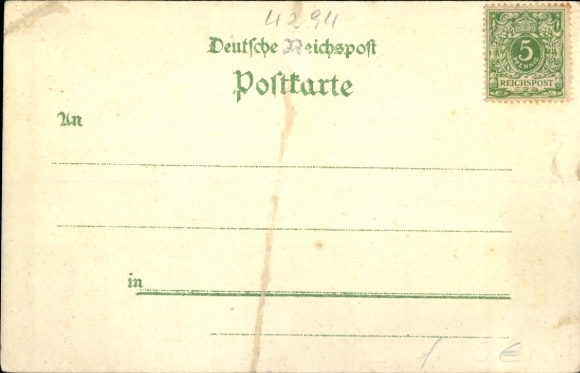 4294
Deutsche Reichspost
Postkarte
5
PFENNIG
REICHSPOST
An
in